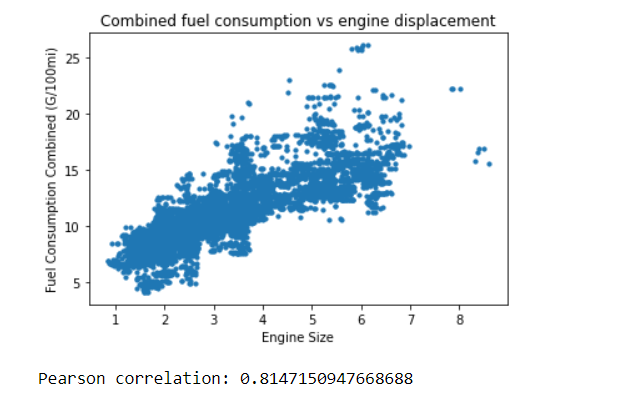 Combined fuel consumption vs engine displacement
Fuel Consumption Combined (G/100mi)
25
20
15
10
5
1 2 3 4 5 6 7 8
Engine Size
Pearson correlation: 0.8147150947668688